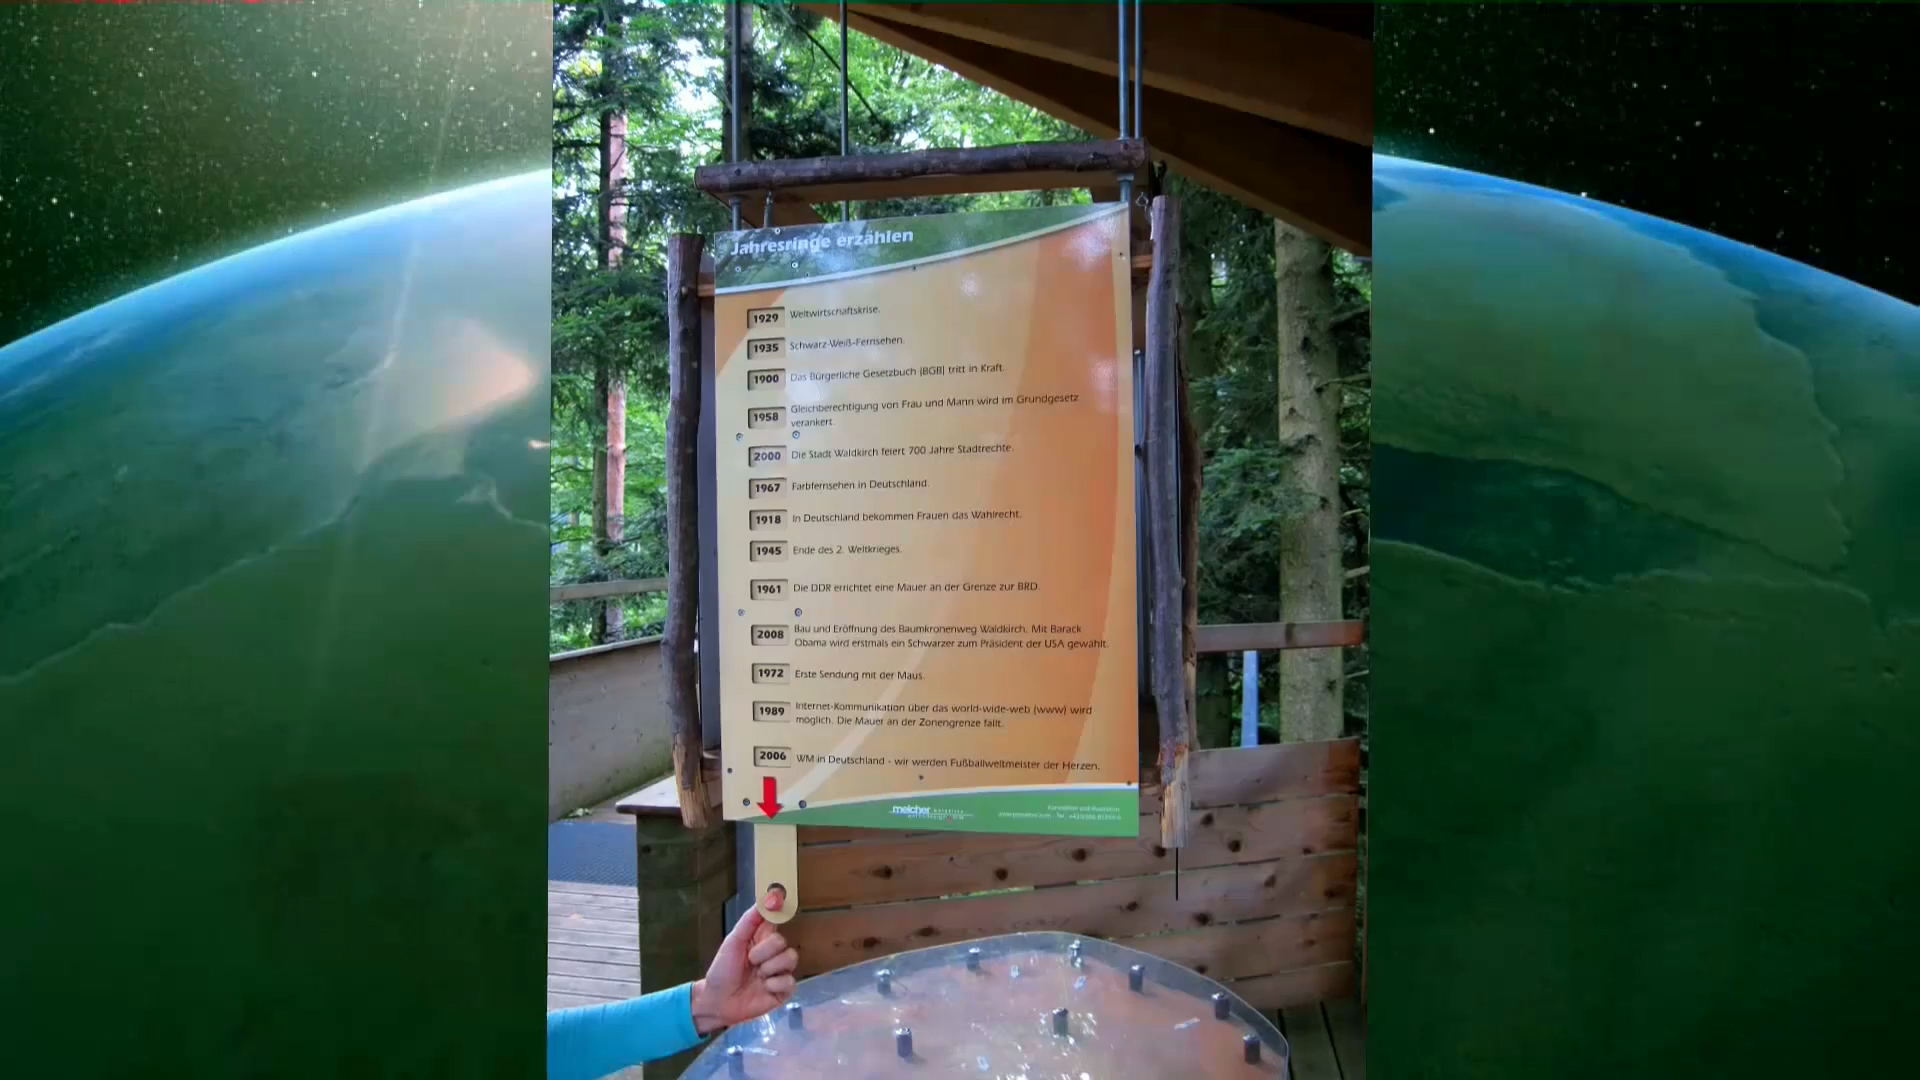 Jahresringe erzählen
1929 Weltwirtschaftskrise.
1935 Schwarz-Weiß-Fernsehen.
1900 Das Bürgerliche Gesetzbuch (BGB) tritt in Kraft.
1958 Gleichberechtigung von Frau und Mann wird im Grundgesetz
verankert.
2000 Die Stadt Waldkirch feiert 700 Jahre Stadtrechte.
1967 Farbfernsehen in Deutschland.
1918 In Deutschland bekommen Frauen das Wahlrecht.
1945 Ende des 2. Weltkrieges.
1961 Die DDR errichtet eine Mauer an der Grenze zur BRD.
2008 Bau und Eröffnung des Baumkronenweg Waldkirch. Mit Barack
Obama wird erstmals ein Schwarzer zum Präsident der USA gewählt.
1972 Erste Sendung mit der Maus.
1989 Internet-Kommunikation über das world-wide-web (www) wird
möglich. Die Mauer an der Zonengrenze fällt.
2006 WM in Deutschland - wir werden Fußballweltmeister der Herzen.
melcher